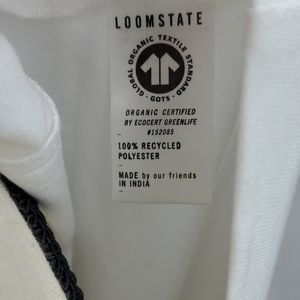 LOOMSTATE
GLOBAL ORGANIC TEXTILE STANDARD
· GOTS ·
ORGANIC CERTIFIED
BY ECOCERT GREENLIFE
#152085
100% RECYCLED
POLYESTER
MADE by our friends
IN INDIA